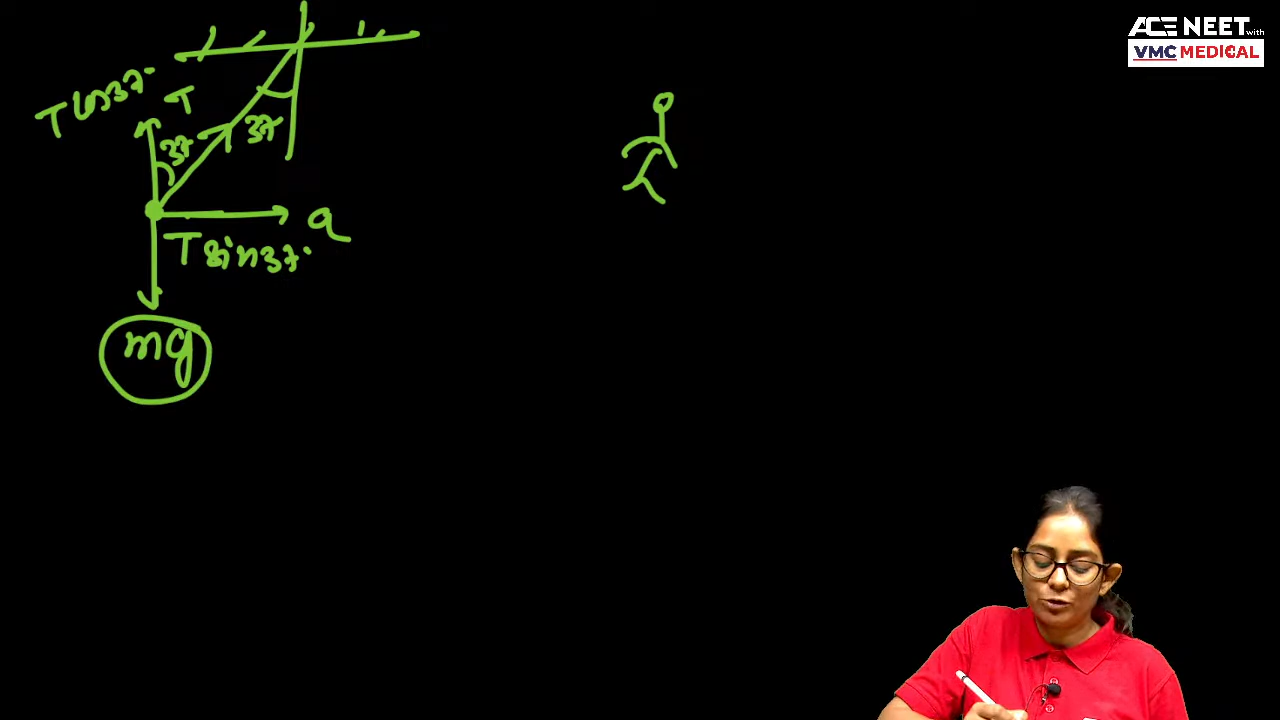 ACE NEET with
VMC MEDICAL
T cos37°
T
37
37
a
T sin37°
mg